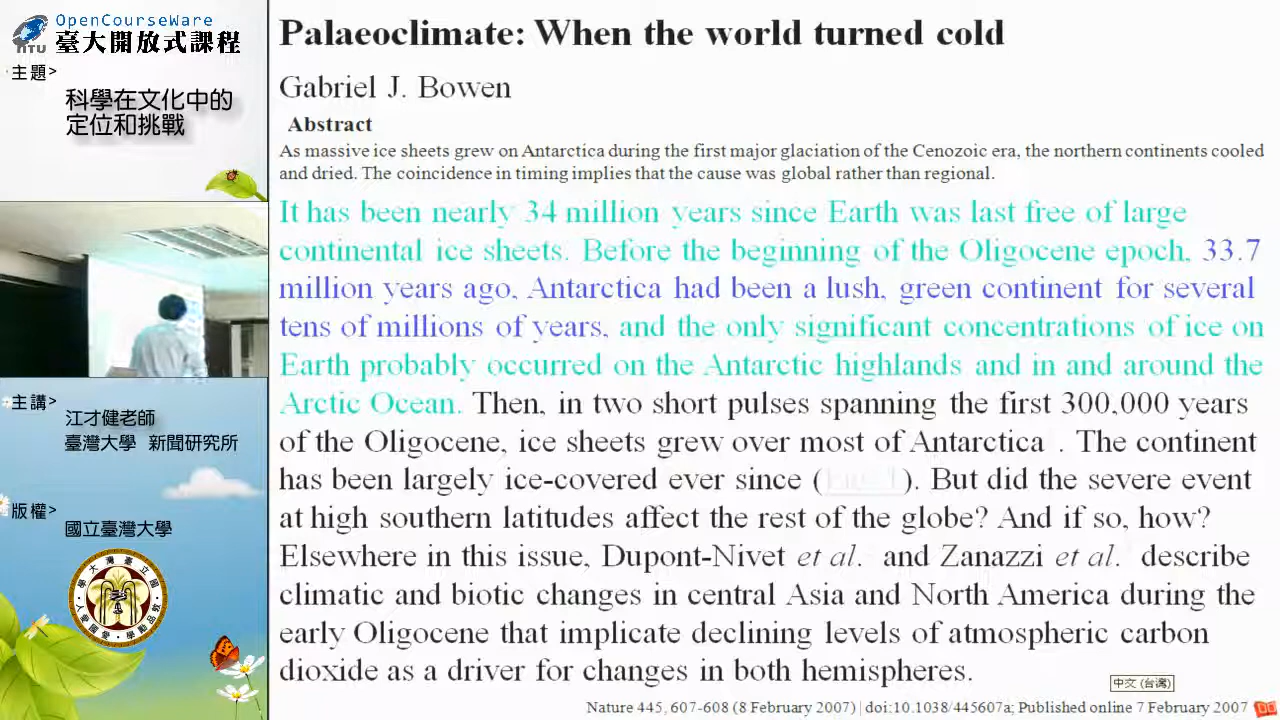 OpenCourseWare
NTU 臺大開放式課程
主題>
科學在文化中的
定位和挑戰
主講>
江才健老師
臺灣大學 新聞研究所
版權>
國立臺灣大學
Palaeoclimate: When the world turned cold
Gabriel J. Bowen
Abstract
As massive ice sheets grew on Antarctica during the first major glaciation of the Cenozoic era, the northern continents cooled
and dried. The coincidence in timing implies that the cause was global rather than regional.
It has been nearly 34 million years since Earth was last free of large
continental ice sheets. Before the beginning of the Oligocene epoch, 33.7
million years ago, Antarctica had been a lush, green continent for several
tens of millions of years, and the only significant concentrations of ice on
Earth probably occurred on the Antarctic highlands and in and around the
Arctic Ocean. Then, in two short pulses spanning the first 300,000 years
of the Oligocene, ice sheets grew over most of Antarctica . The continent
has been largely ice-covered ever since ( ). But did the severe event
at high southern latitudes affect the rest of the globe? And if so, how?
Elsewhere in this issue, Dupont-Nivet et al. and Zanazzi et al. describe
climatic and biotic changes in central Asia and North America during the
early Oligocene that implicate declining levels of atmospheric carbon
dioxide as a driver for changes in both hemispheres.
中文 (台灣)
Nature 445, 607-608 (8 February 2007) | doi:10.1038/445607a; Published online 7 February 2007